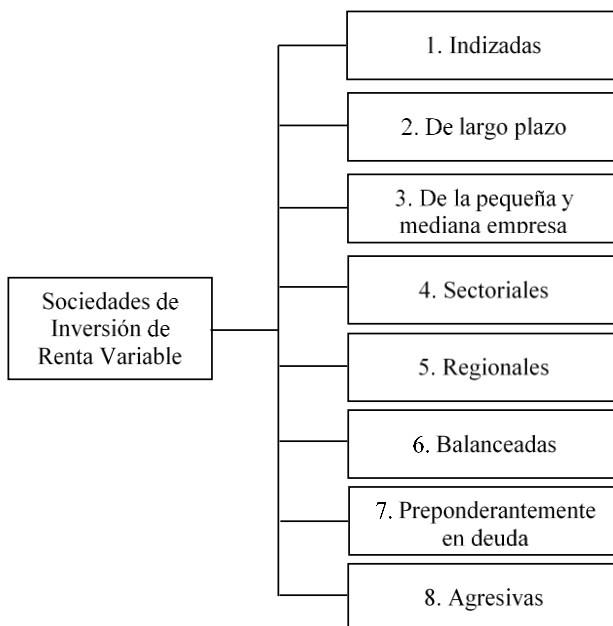 1. Indizadas
2. De largo plazo
3. De la pequeña y
mediana empresa
4. Sectoriales
Sociedades de
Inversión de
Renta Variable
5. Regionales
6. Balanceadas
7. Preponderantemente
en deuda
8. Agresivas